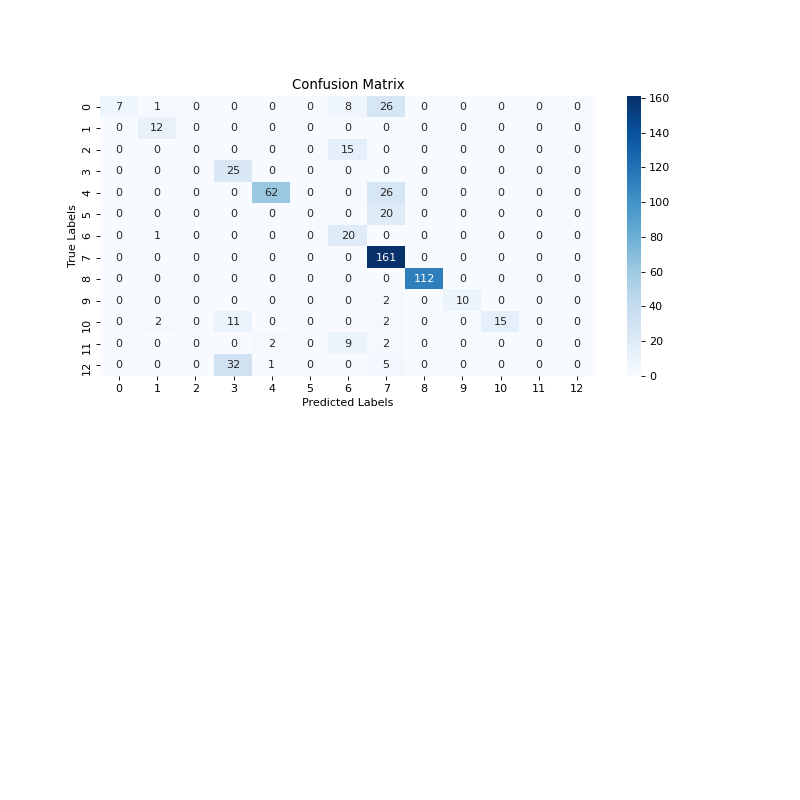 Confusion Matrix
0 7 1 0 0 0 0 8 26 0 0 0 0 0
1 0 12 0 0 0 0 0 0 0 0 0 0 0
2 0 0 0 0 0 0 15 0 0 0 0 0 0
3 0 0 0 25 0 0 0 0 0 0 0 0 0
4 0 0 0 0 62 0 0 26 0 0 0 0 0
5 0 0 0 0 0 0 0 20 0 0 0 0 0
6 0 1 0 0 0 0 20 0 0 0 0 0 0
7 0 0 0 0 0 0 0 161 0 0 0 0 0
8 0 0 0 0 0 0 0 0 112 0 0 0 0
9 0 0 0 0 0 0 0 2 0 10 0 0 0
10 0 2 0 11 0 0 0 2 0 0 15 0 0
11 0 0 0 0 2 0 9 2 0 0 0 0 0
12 0 0 0 32 1 0 0 5 0 0 0 0 0
0 1 2 3 4 5 6 7 8 9 10 11 12
True Labels
Predicted Labels
160
140
120
100
80
60
40
20
0